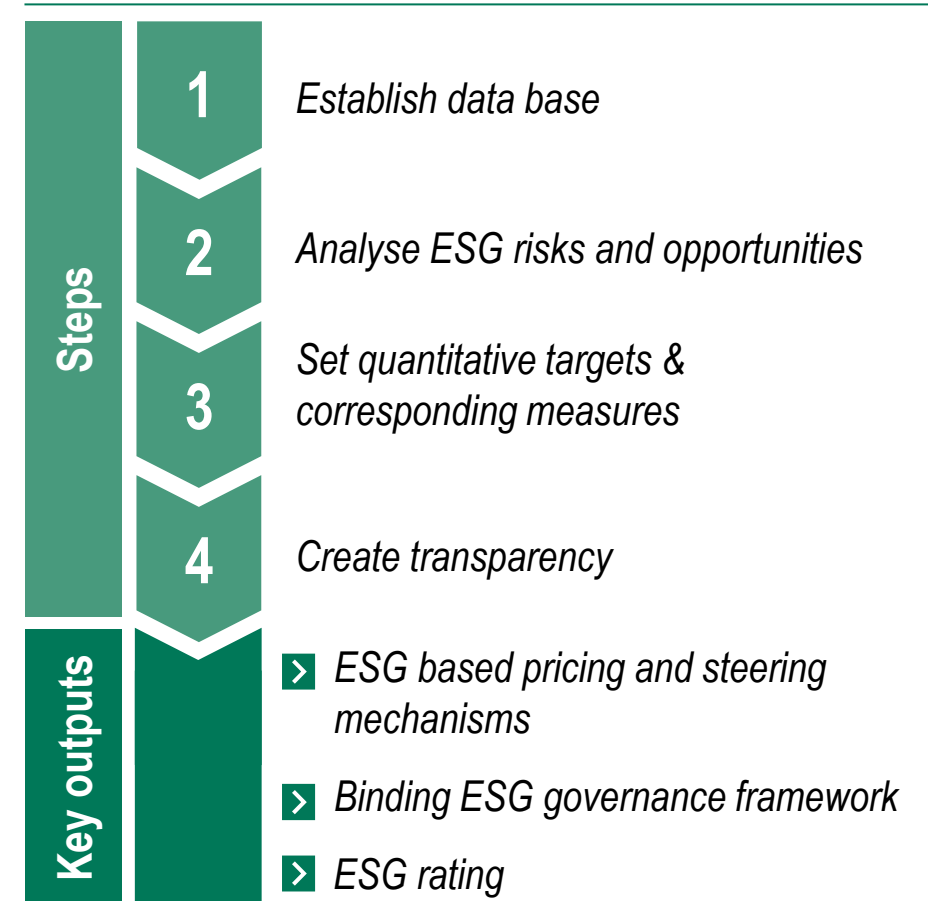 Steps
1
Establish data base
2
Analyse ESG risks and opportunities
3
Set quantitative targets &
corresponding measures
4
Create transparency
Key outputs
ESG based pricing and steering
mechanisms
Binding ESG governance framework
ESG rating